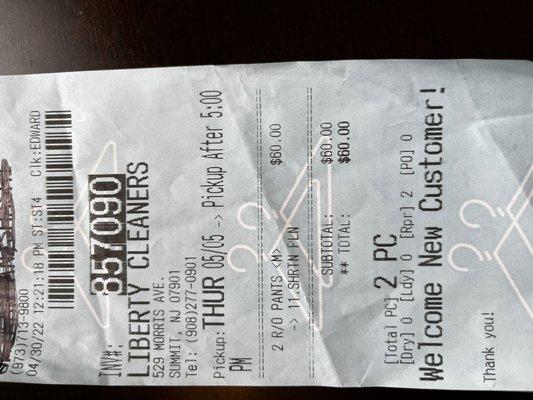 (973)713-9800
04/30/22 12:21:18 PM ST:ST4 Clk:EDWARD
INV#: 857090
LIBERTY CLEANERS
529 MORRIS AVE.
SUMMIT, NJ 07901
Tel: (908)277-0901
Pickup: THUR 05/05 -> Pickup After 5:00
PM
2 R/O PANTS <M> $60.00
-> 11.SHRTN PLN
SUBTOTAL: $60.00
** TOTAL: $60.00
[Total PC] 2 PC
[Dry] 0 [Ldy] 0 [Rpr] 2 [PO] 0
Welcome New Customer!
Thank you!